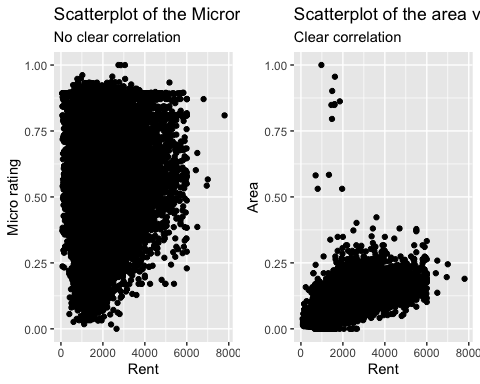 Scatterplot of the Micror
No clear correlation
1.00
0.75
0.50
0.25
0.00
Micro rating
0
2000
4000
6000
8000
Rent
Scatterplot of the area v
Clear correlation
1.00
0.75
0.50
0.25
0.00
Area
0
2000
4000
6000
8000
Rent